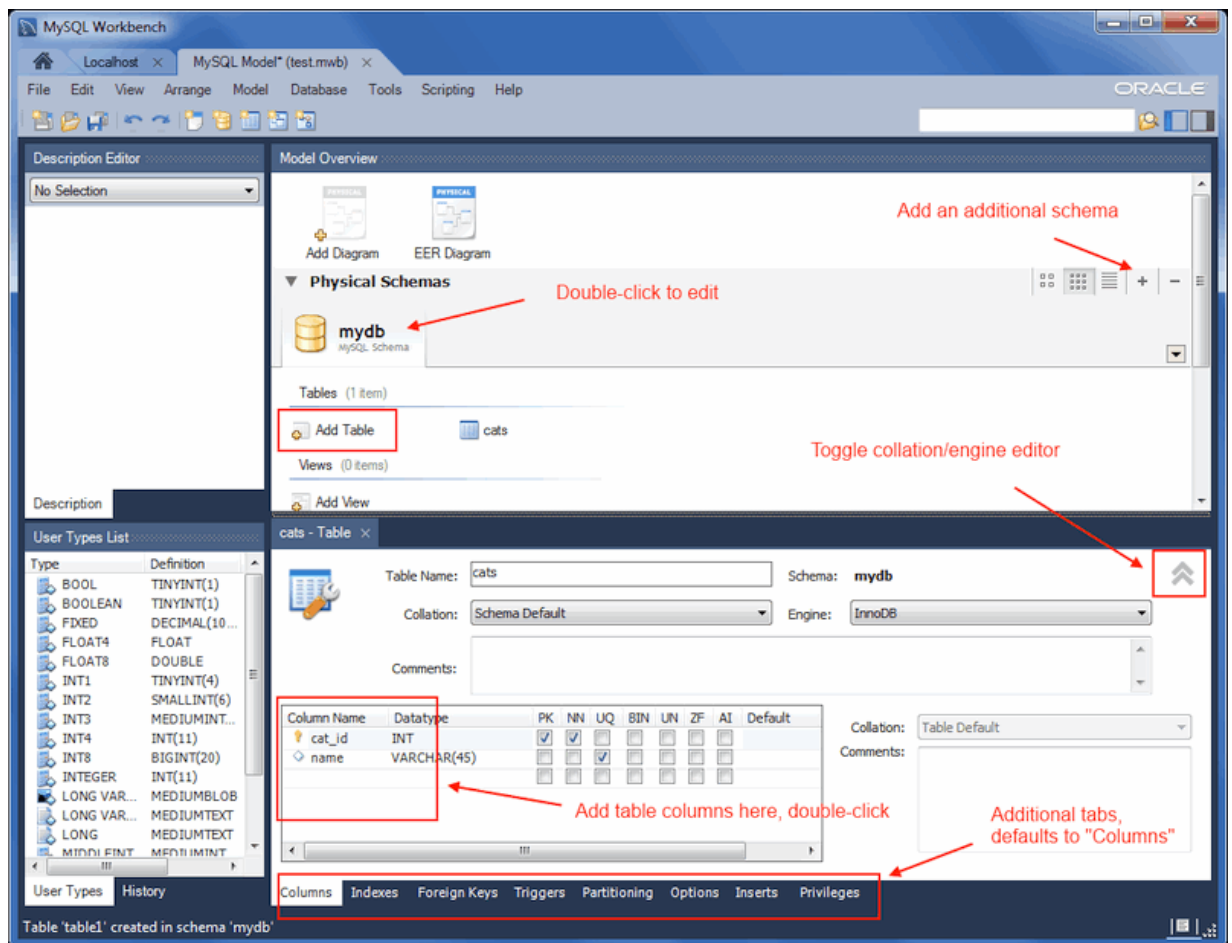 MySQL Workbench
Localhost
MySQL Model* (test.mwb)
File Edit View Arrange Model Database Tools Scripting Help
ORACLE
Description Editor
No Selection
Description
Model Overview
PHYSICAL PHYSICAL
Add Diagram EER Diagram
Add an additional schema
Physical Schemas
Double-click to edit
mydb
MySQL Schema
Tables (1 item)
Add Table cats
Toggle collation/engine editor
Views (0 items)
Add View
User Types List
Type Definition
BOOL TINYINT(1)
BOOLEAN TINYINT(1)
FIXED DECIMAL(10...
FLOAT4 FLOAT
FLOAT8 DOUBLE
INT1 TINYINT(4)
INT2 SMALLINT(6)
INT3 MEDIUMINT...
INT4 INT(11)
INT8 BIGINT(20)
INTEGER INT(11)
LONG VAR... MEDIUMBLOB
LONG VAR... MEDIUMTEXT
LONG MEDIUMTEXT
MIDDLEINT MEDIUMINT
User Types History
cats - Table
Table Name: cats Schema: mydb
Collation: Schema Default Engine: InnoDB
Comments:
Column Name Datatype PK NN UQ BIN UN ZF AI Default
cat_id INT
name VARCHAR(45)
Collation: Table Default
Comments:
Add table columns here, double-click
Additional tabs,
defaults to "Columns"
Columns Indexes Foreign Keys Triggers Partitioning Options Inserts Privileges
Table 'table1' created in schema 'mydb'